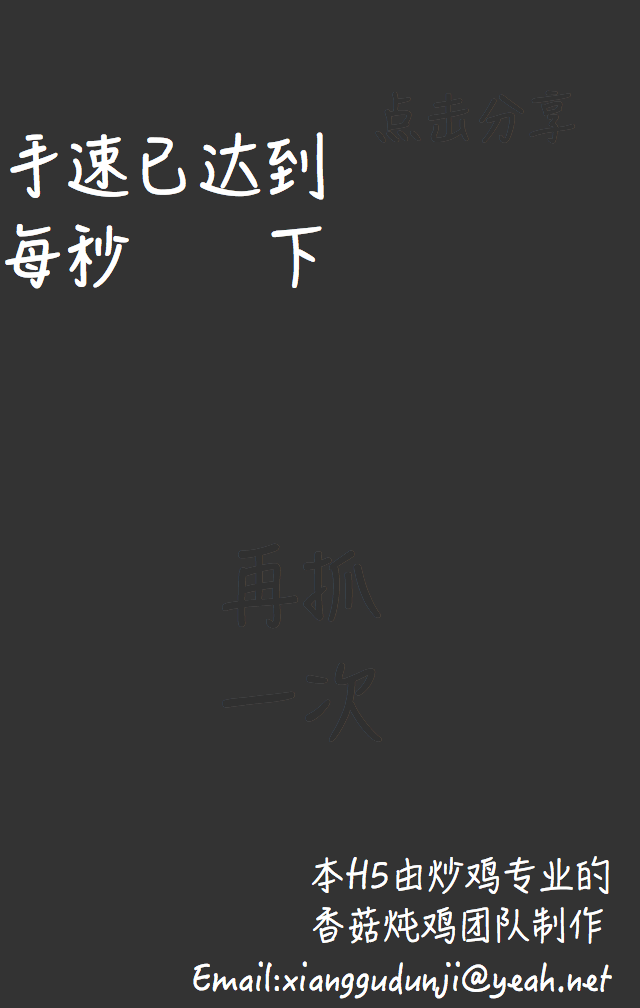 点击分享
手速已达到
每秒 下
再抓
一次
本H5由炒鸡专业的
香菇炖鸡团队制作
Email:xianggudunji@yeah.net